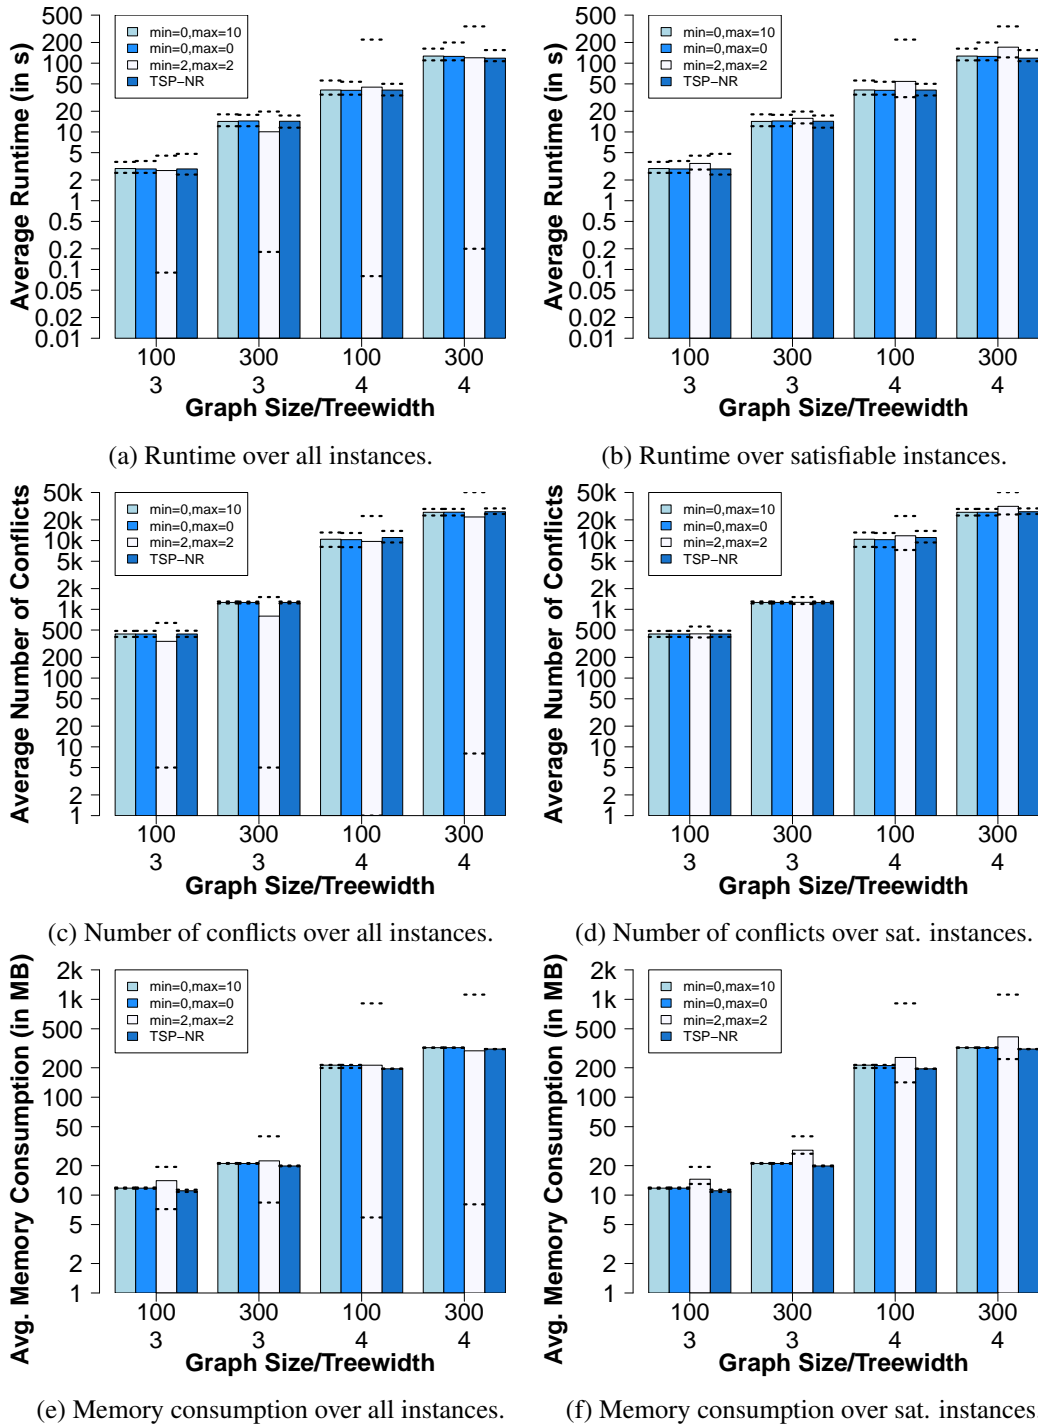 Average Runtime (in s)
500
200
100
50
20
10
5
2
1
0.5
0.2
0.1
0.05
0.02
0.01
min=0,max=10
min=0,max=0
min=2,max=2
TSP−NR
100 300 100 300
3 3 4 4
Graph Size/Treewidth
(a) Runtime over all instances.
Average Runtime (in s)
500
200
100
50
20
10
5
2
1
0.5
0.2
0.1
0.05
0.02
0.01
min=0,max=10
min=0,max=0
min=2,max=2
TSP−NR
100 300 100 300
3 3 4 4
Graph Size/Treewidth
(b) Runtime over satisfiable instances.
Average Number of Conflicts
50k
20k
10k
5k
2k
1k
500
200
100
50
20
10
5
2
1
min=0,max=10
min=0,max=0
min=2,max=2
TSP−NR
100 300 100 300
3 3 4 4
Graph Size/Treewidth
(c) Number of conflicts over all instances.
Average Number of Conflicts
50k
20k
10k
5k
2k
1k
500
200
100
50
20
10
5
2
1
min=0,max=10
min=0,max=0
min=2,max=2
TSP−NR
100 300 100 300
3 3 4 4
Graph Size/Treewidth
(d) Number of conflicts over sat. instances.
Avg. Memory Consumption (in MB)
2k
1k
500
200
100
50
20
10
5
2
1
min=0,max=10
min=0,max=0
min=2,max=2
TSP−NR
100 300 100 300
3 3 4 4
Graph Size/Treewidth
(e) Memory consumption over all instances.
Avg. Memory Consumption (in MB)
2k
1k
500
200
100
50
20
10
5
2
1
min=0,max=10
min=0,max=0
min=2,max=2
TSP−NR
100 300 100 300
3 3 4 4
Graph Size/Treewidth
(f) Memory consumption over sat. instances